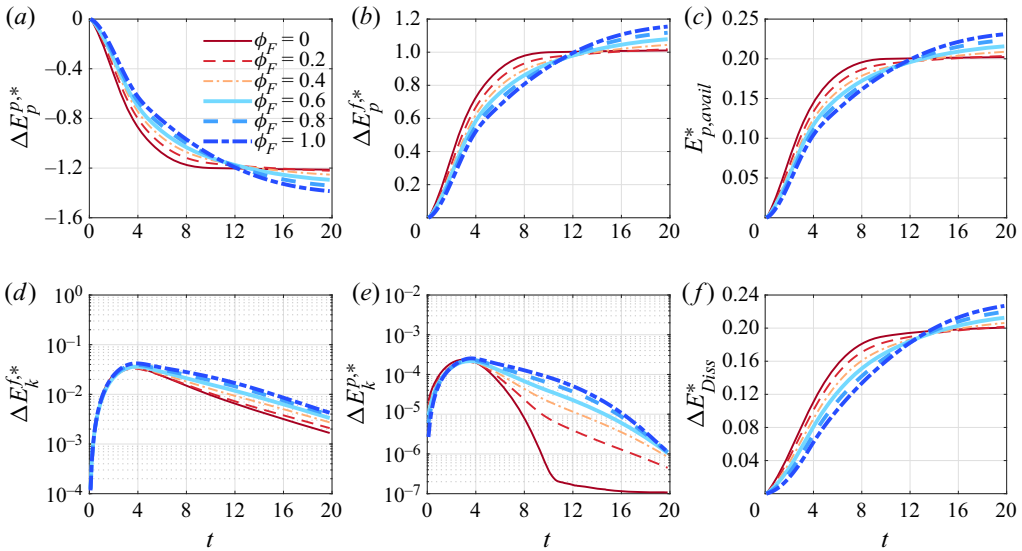 (a)
0
−0.4
−0.8
−1.2
−1.6
ΔE_p^{p,*}
0 4 8 12 16 20
ϕ_F = 0
ϕ_F = 0.2
ϕ_F = 0.4
ϕ_F = 0.6
ϕ_F = 0.8
ϕ_F = 1.0
(b)
1.2
1.0
0.8
0.6
0.4
0.2
ΔE_p^{f,*}
0 4 8 12 16 20
(c)
0.25
0.20
0.15
0.10
0.05
E*_{p,avail}
0 4 8 12 16 20
(d)
10^0
10^{−1}
10^{−2}
10^{−3}
10^{−4}
ΔE_k^{f,*}
0 4 8 12 16 20
t
(e)
10^{−2}
10^{−3}
10^{−4}
10^{−5}
10^{−6}
10^{−7}
ΔE_k^{p,*}
0 4 8 12 16 20
t
(f)
0.24
0.20
0.16
0.12
0.08
0.04
ΔE*_{Diss}
0 4 8 12 16 20
t